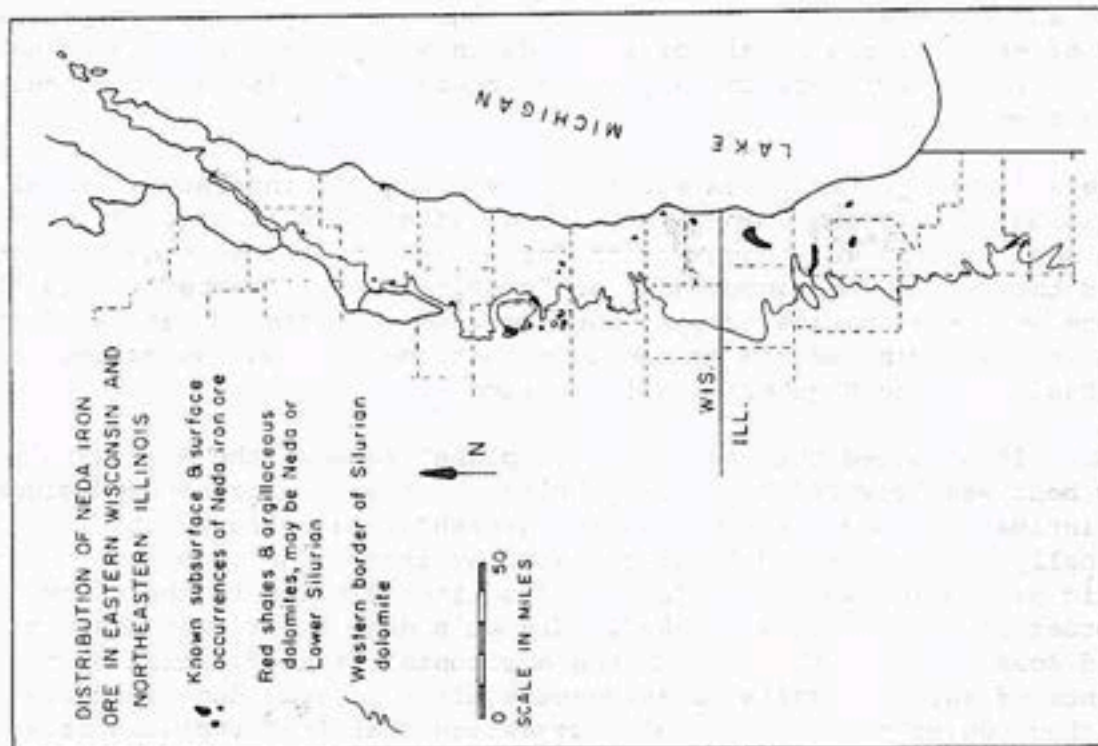 DISTRIBUTION OF NEDA IRON
ORE IN EASTERN WISCONSIN AND
NORTHEASTERN ILLINOIS
Known subsurface & surface
occurrences of Neda iron ore
Red shales & argillaceous
dolomites, may be Neda or
Lower Silurian
Western border of Silurian
dolomite
N
0 50
SCALE IN MILES
WIS.
ILL.
LAKE
MICHIGAN